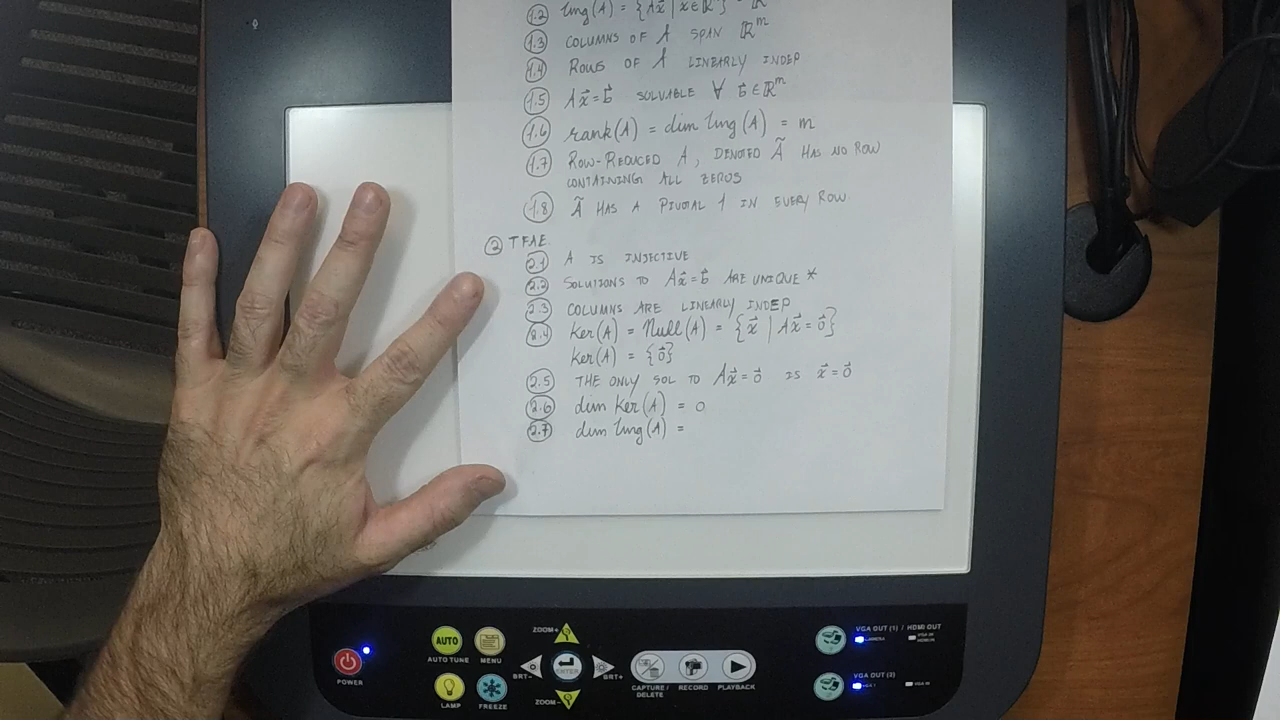 1.2 Img(A) = {Ax⃗ | x∈ℝⁿ} = ℝᵐ
1.3 COLUMNS OF A SPAN ℝᵐ
1.4 ROWS OF A LINEARLY INDEP
1.5 Ax⃗=b⃗ SOLVABLE ∀ b⃗∈ℝᵐ
1.6 rank(A) = dim Img(A) = m
1.7 ROW-REDUCED A, DENOTED Ã HAS NO ROW
CONTAINING ALL ZEROS
1.8 Ã HAS A PIVOTAL 1 IN EVERY ROW
2 TFAE
2.1 A IS INJECTIVE
2.2 SOLUTIONS TO Ax⃗=b⃗ ARE UNIQUE *
2.3 COLUMNS ARE LINEARLY INDEP
2.4 Ker(A) = Null(A) = {x⃗ | Ax⃗=0⃗}
Ker(A) = {0⃗}
2.5 THE ONLY SOL TO Ax⃗=0⃗ IS x⃗=0⃗
2.6 dim Ker(A) = 0
2.7 dim Img(A) =
POWER
AUTO
AUTO TUNE
MENU
LAMP
FREEZE
ZOOM+
BRT-
ENTER
BRT+
ZOOM-
CAPTURE / DELETE
RECORD
PLAYBACK
VGA OUT (1) / HDMI OUT
CAMERA
VGA OUT (2)
VGA 1
VGA IN